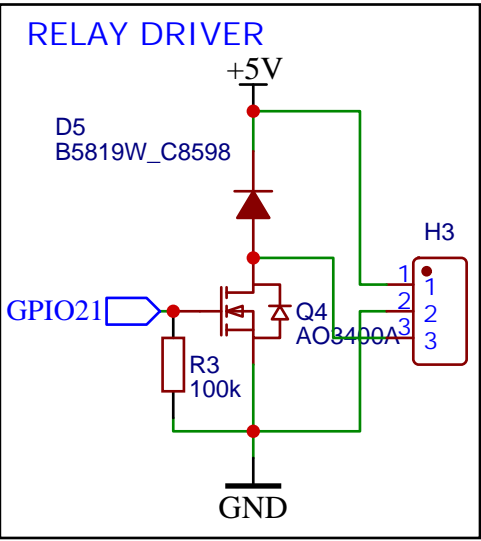 RELAY DRIVER
+5V
D5
B5819W_C8598
H3
1
1
2
2
3
3
GPIO21
Q4
AO3400A
R3
100k
GND